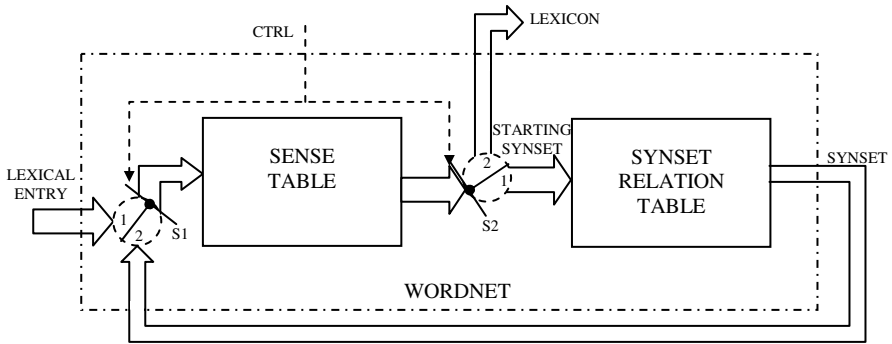 CTRL
LEXICON
LEXICAL
ENTRY
1
2
S1
SENSE
TABLE
STARTING
SYNSET
2
1
S2
SYNSET
RELATION
TABLE
SYNSET
WORDNET